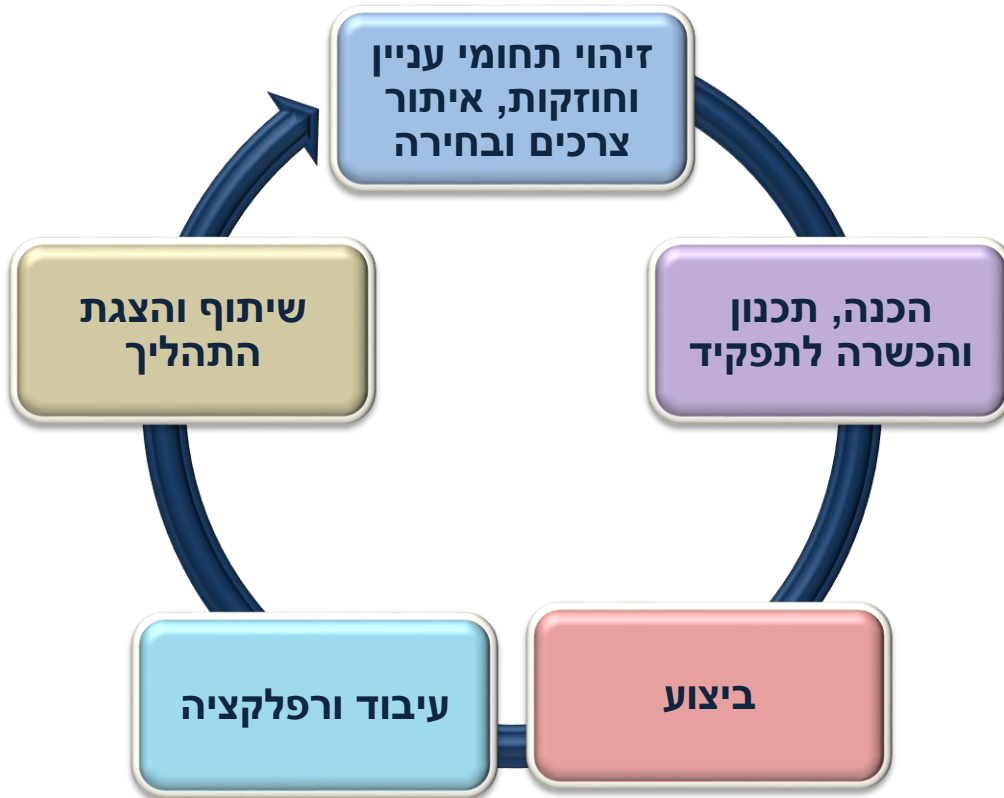 זיהוי תחומי עניין
וחוזקות, איתור
צרכים ובחירה
הכנה, תכנון
והכשרה לתפקיד
ביצוע
עיבוד ורפלקציה
שיתוף והצגת
התהליך